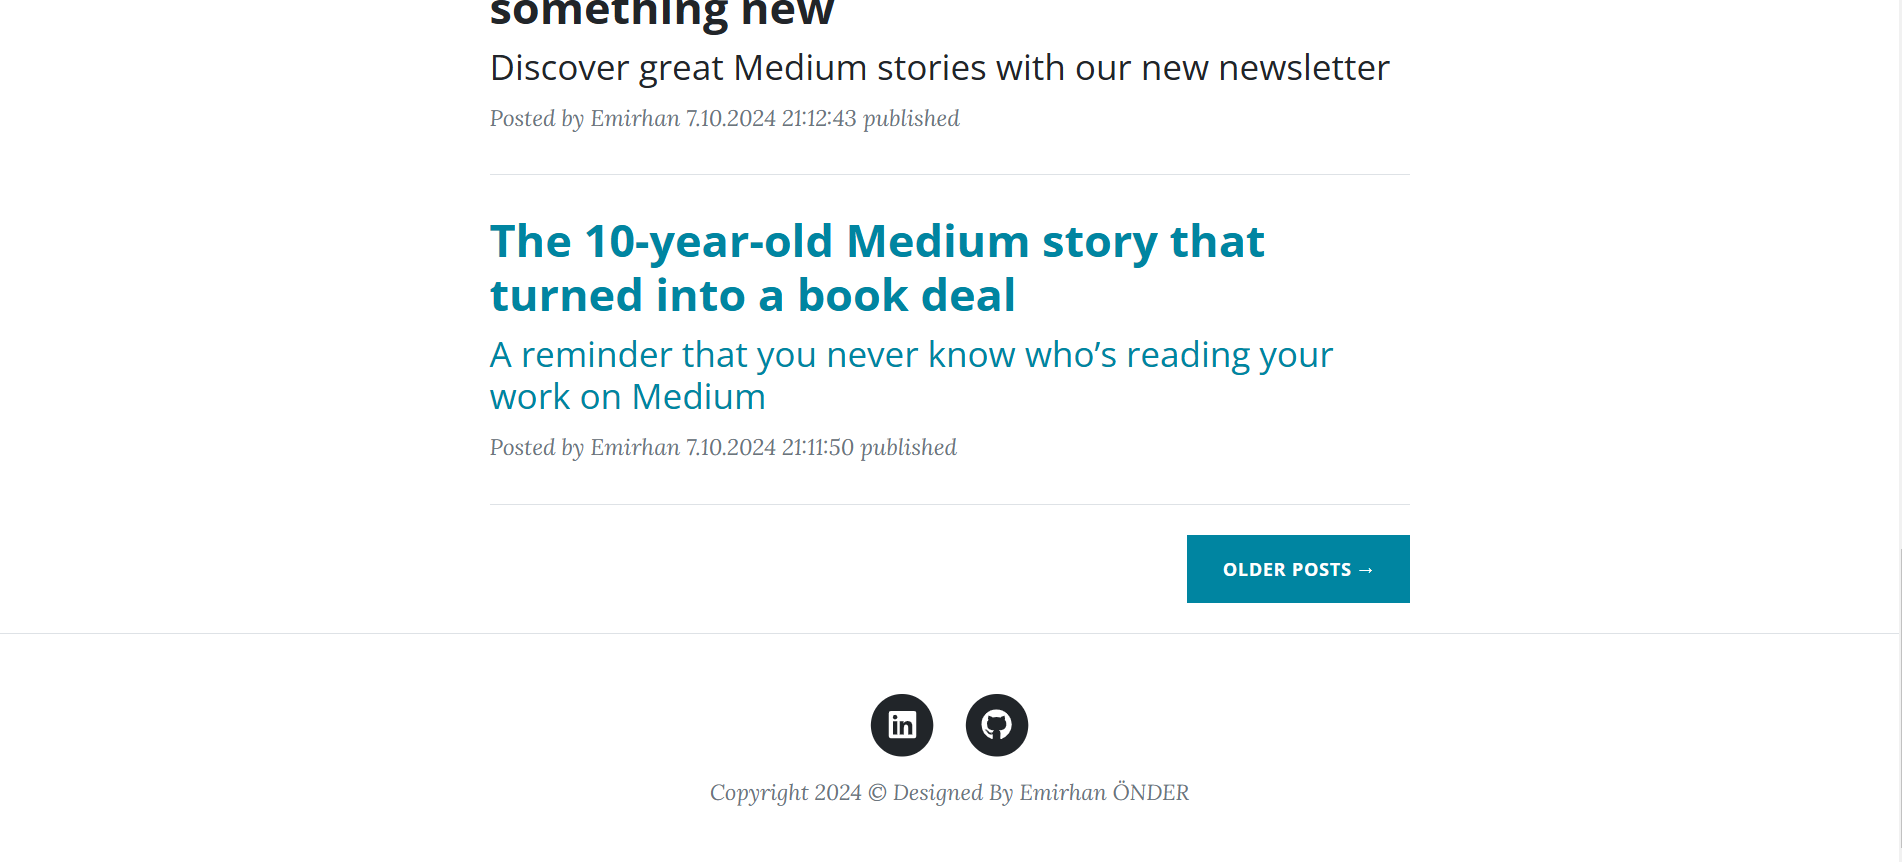 something new
Discover great Medium stories with our new newsletter
Posted by Emirhan 7.10.2024 21:12:43 published
The 10-year-old Medium story that
turned into a book deal
A reminder that you never know who’s reading your
work on Medium
Posted by Emirhan 7.10.2024 21:11:50 published
OLDER POSTS →
in
Copyright 2024 © Designed By Emirhan ÖNDER